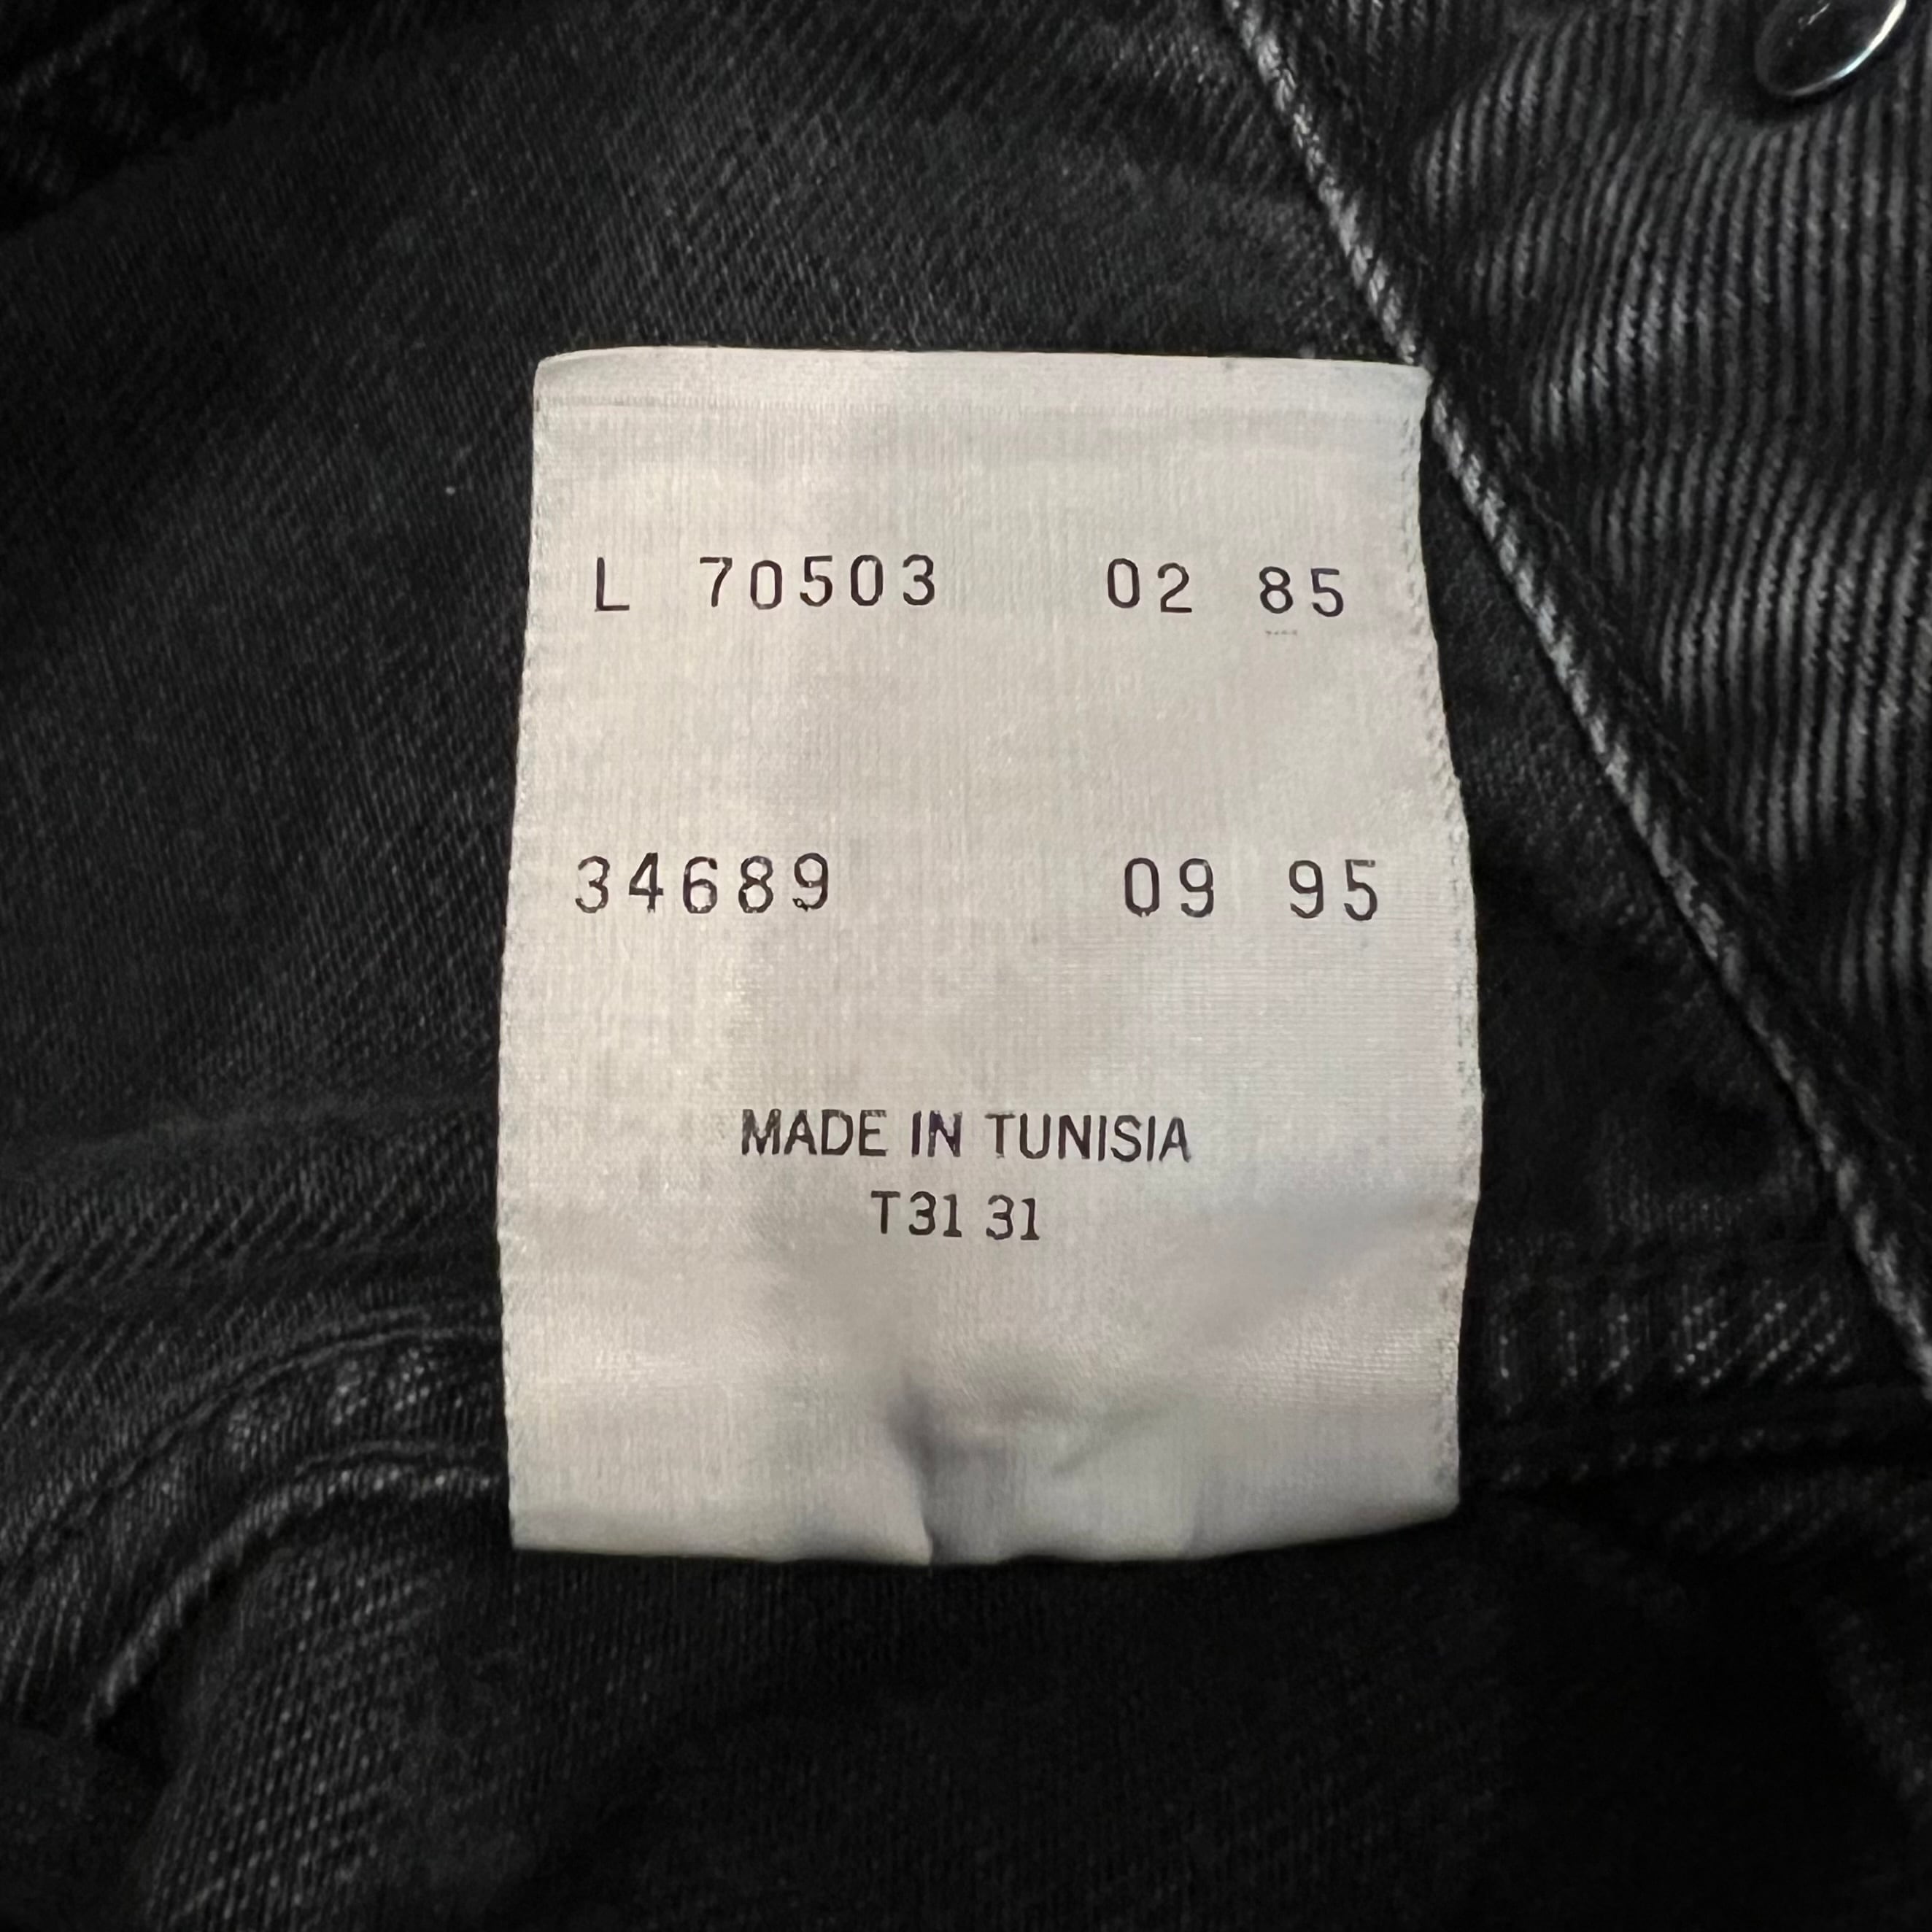 L 70503 02 85
34689 09 95
MADE IN TUNISIA
T31 31